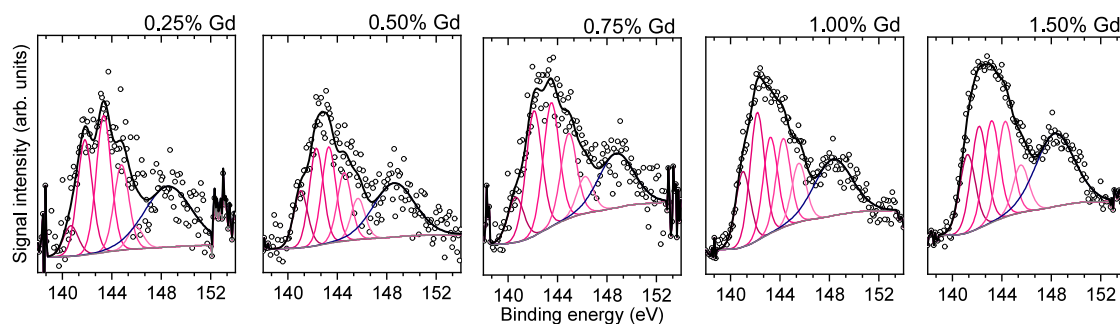 0.25% Gd
0.50% Gd
0.75% Gd
1.00% Gd
1.50% Gd
Signal intensity (arb. units)
140 144 148 152
140 144 148 152
140 144 148 152
140 144 148 152
140 144 148 152
Binding energy (eV)